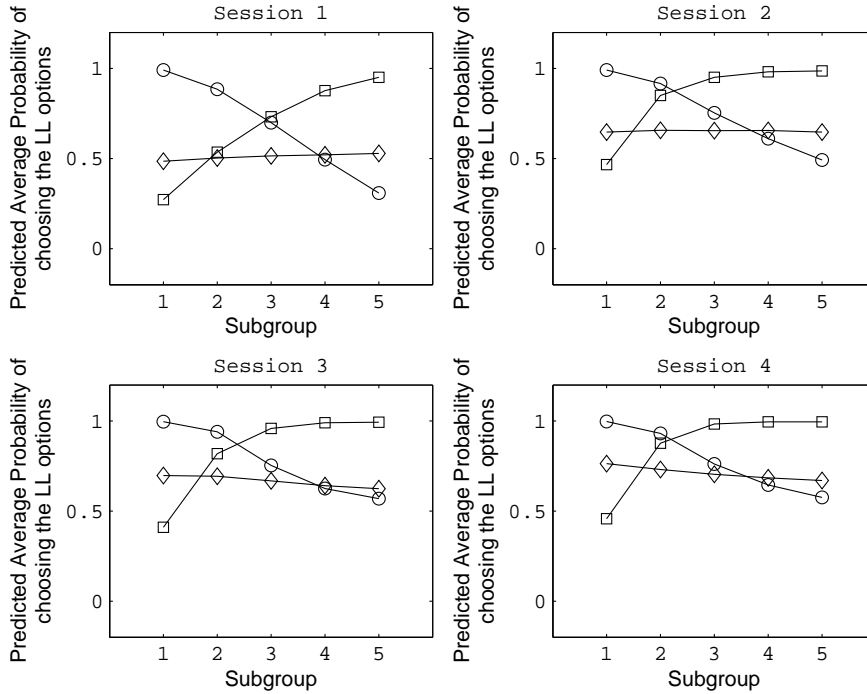 Session 1
Predicted Average Probability of
choosing the LL options
1
0.5
0
1 2 3 4 5
Subgroup
Session 2
Predicted Average Probability of
choosing the LL options
1
0.5
0
1 2 3 4 5
Subgroup
Session 3
Predicted Average Probability of
choosing the LL options
1
0.5
0
1 2 3 4 5
Subgroup
Session 4
Predicted Average Probability of
choosing the LL options
1
0.5
0
1 2 3 4 5
Subgroup